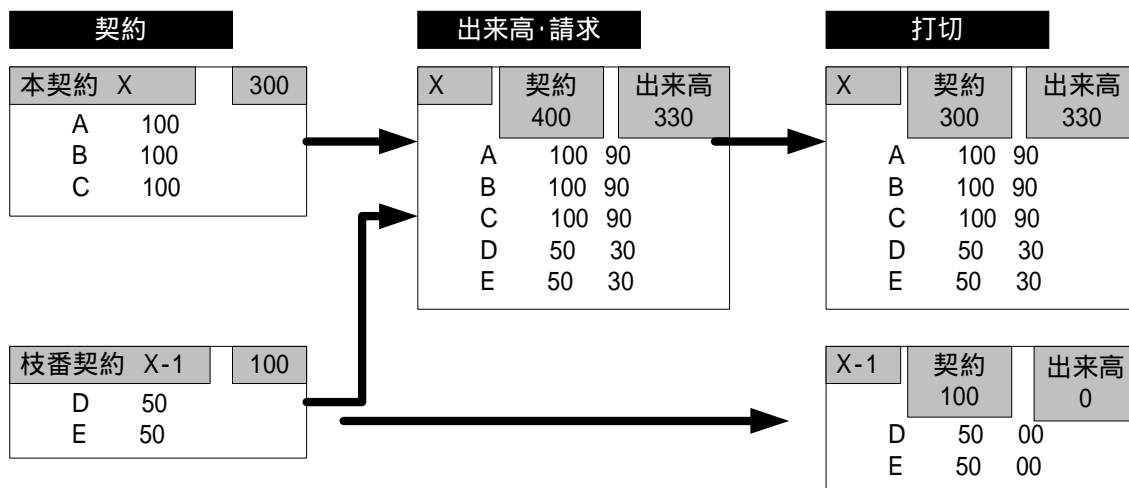 契約
本契約 X 300
A 100
B 100
C 100
枝番契約 X-1 100
D 50
E 50
出来高・請求
X 契約 出来高
400 330
A 100 90
B 100 90
C 100 90
D 50 30
E 50 30
打切
X 契約 出来高
300 330
A 100 90
B 100 90
C 100 90
D 50 30
E 50 30
X-1 契約 出来高
100 0
D 50 00
E 50 00